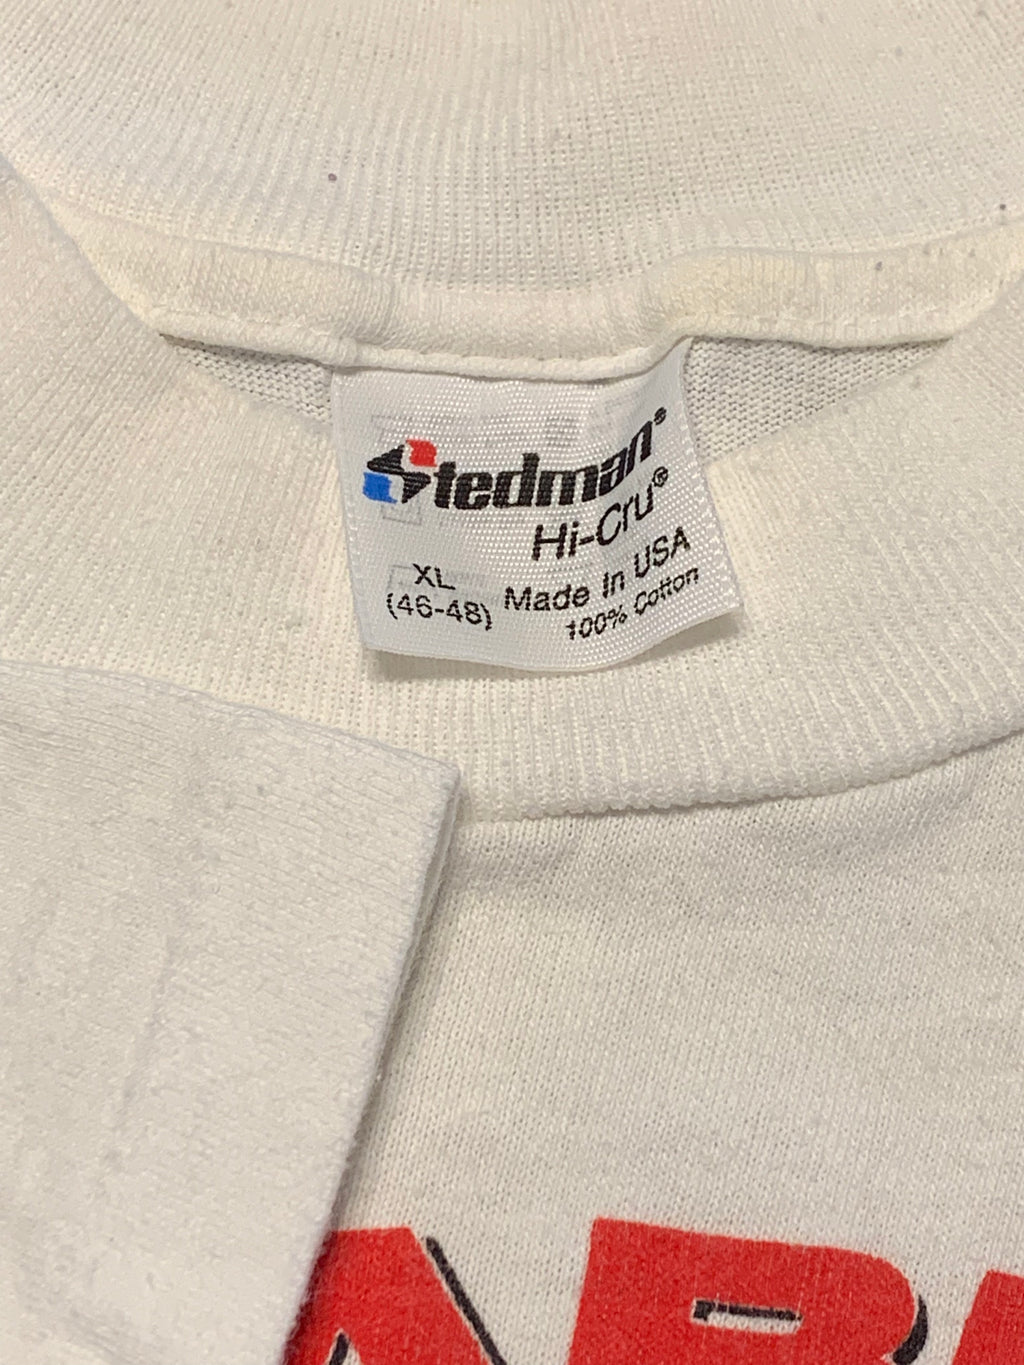 Stedman®
Hi-Cru®
XL
(46-48)
Made In USA
100% Cotton